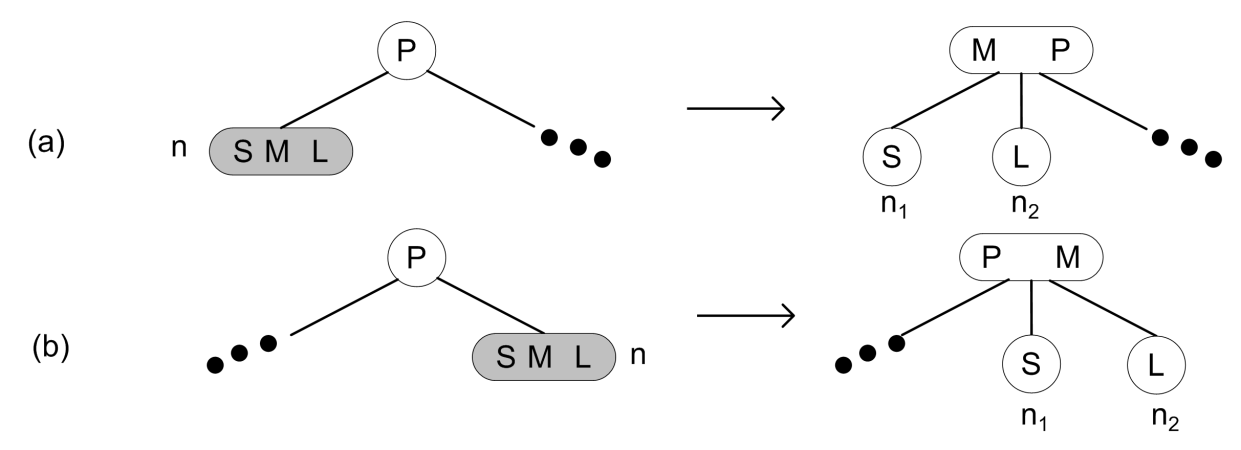 P
M P
(a) n S M L
S L
n₁ n₂
P
P M
(b) S M L n
S L
n₁ n₂